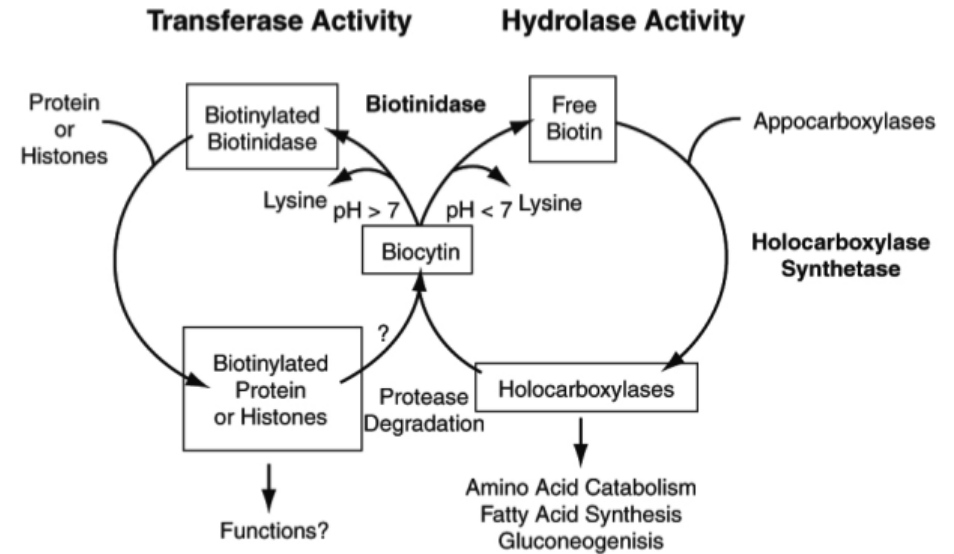 Transferase Activity
Hydrolase Activity
Protein
or
Histones
Biotinylated
Biotinidase
Biotinidase
Free
Biotin
Appocarboxylases
Lysine
pH > 7
pH < 7
Lysine
Biocytin
Holocarboxylase
Synthetase
?
Biotinylated
Protein
or Histones
Protease
Degradation
Holocarboxylases
Functions?
Amino Acid Catabolism
Fatty Acid Synthesis
Gluconeogenisis